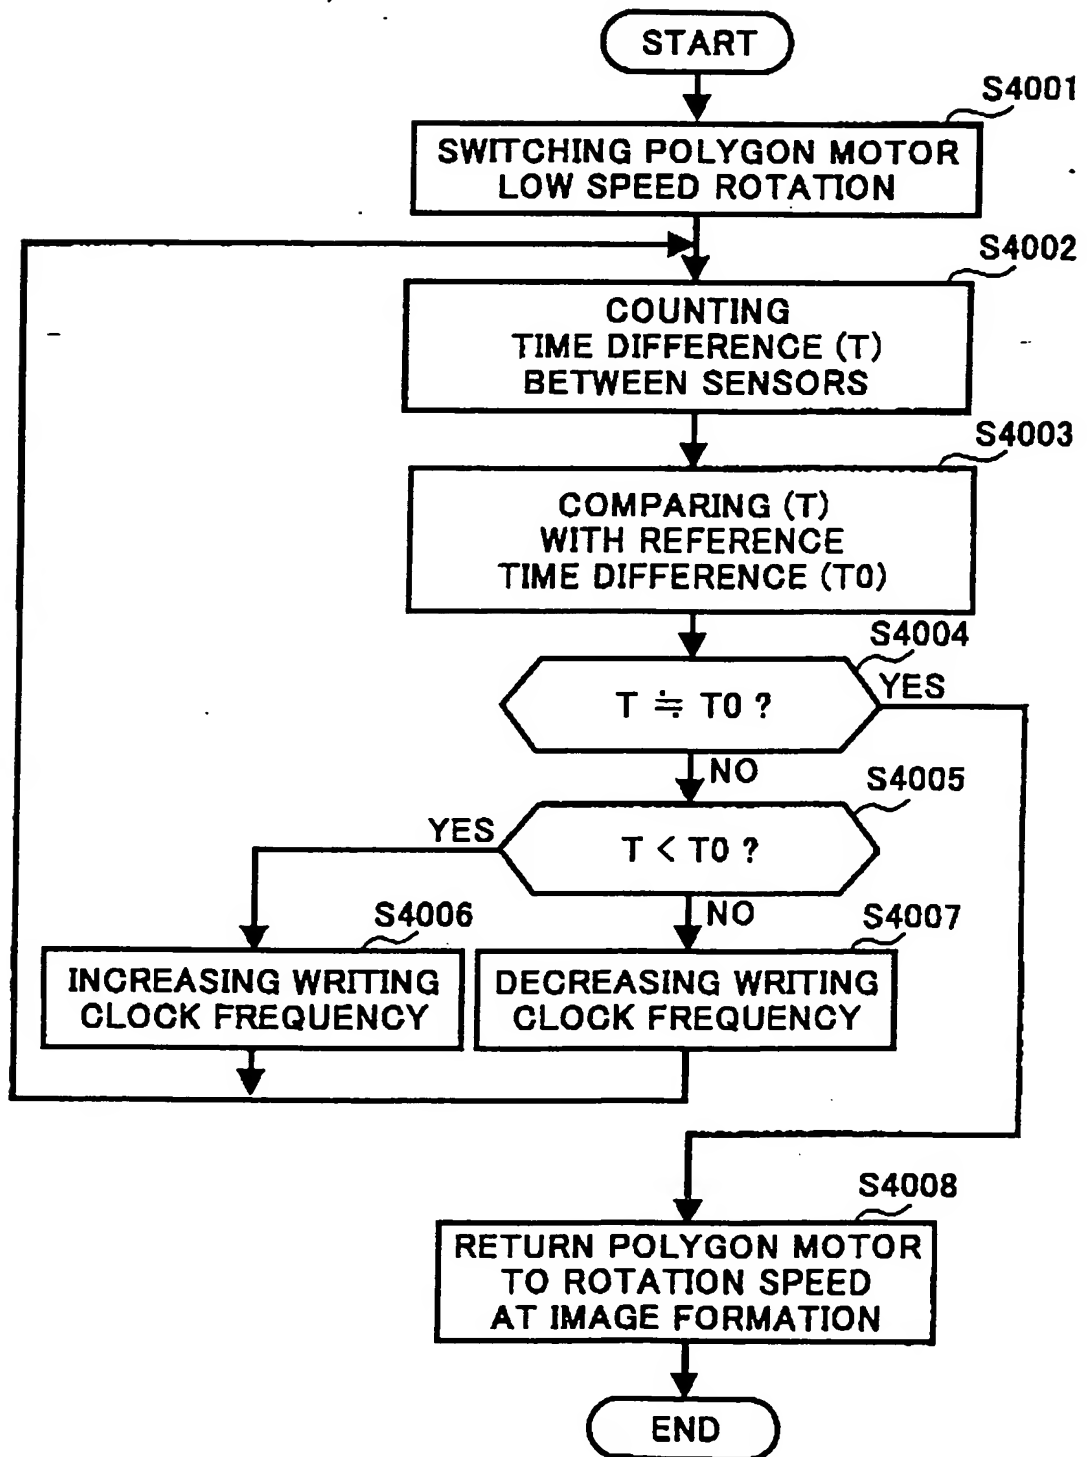 START
S4001
SWITCHING POLYGON MOTOR
LOW SPEED ROTATION
S4002
COUNTING
TIME DIFFERENCE (T)
BETWEEN SENSORS
S4003
COMPARING (T)
WITH REFERENCE
TIME DIFFERENCE (T0)
S4004
T ≒ T0 ?
YES
NO
S4005
YES
T < T0 ?
NO
S4006
INCREASING WRITING
CLOCK FREQUENCY
S4007
DECREASING WRITING
CLOCK FREQUENCY
S4008
RETURN POLYGON MOTOR
TO ROTATION SPEED
AT IMAGE FORMATION
END